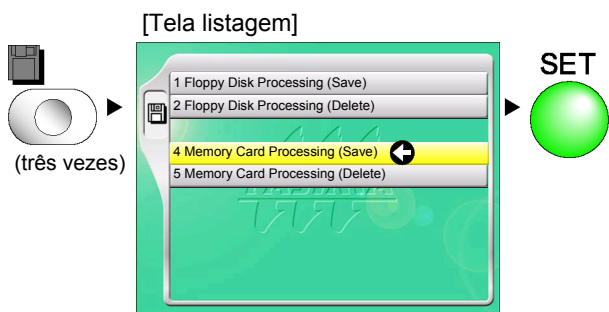 [Tela listagem]
SET
1 Floppy Disk Processing (Save)
2 Floppy Disk Processing (Delete)
4 Memory Card Processing (Save)
5 Memory Card Processing (Delete)
(três vezes)